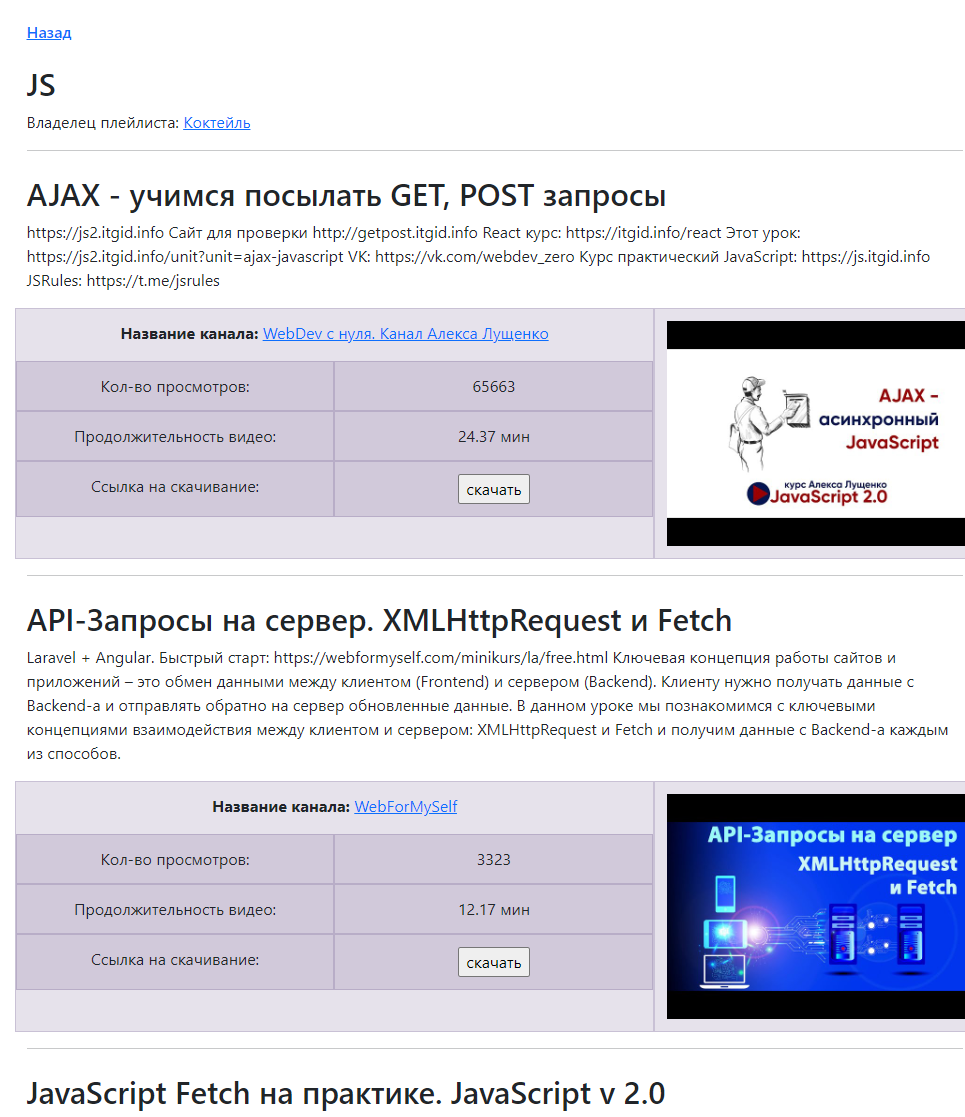 Назад
JS
Владелец плейлиста: Коктейль
AJAX - учимся посылать GET, POST запросы
https://js2.itgid.info Сайт для проверки http://getpost.itgid.info React курс: https://itgid.info/react Этот урок:
https://js2.itgid.info/unit?unit=ajax-javascript VK: https://vk.com/webdev_zero Курс практический JavaScript: https://js.itgid.info
JSRules: https://t.me/jsrules
Название канала: WebDev с нуля. Канал Алекса Лущенко
Кол-во просмотров: 65663
Продолжительность видео: 24.37 мин
Ссылка на скачивание: скачать
AJAX –
асинхронный
JavaScript
курс Алекса Лущенко
JavaScript 2.0
API-Запросы на сервер. XMLHttpRequest и Fetch
Laravel + Angular. Быстрый старт: https://webformyself.com/minikurs/la/free.html Ключевая концепция работы сайтов и
приложений – это обмен данными между клиентом (Frontend) и сервером (Backend). Клиенту нужно получать данные с
Backend-а и отправлять обратно на сервер обновленные данные. В данном уроке мы познакомимся с ключевыми
концепциями взаимодействия между клиентом и сервером: XMLHttpRequest и Fetch и получим данные с Backend-а каждым
из способов.
Название канала: WebForMySelf
Кол-во просмотров: 3323
Продолжительность видео: 12.17 мин
Ссылка на скачивание: скачать
API-Запросы на сервер
XMLHttpRequest
и Fetch
JavaScript Fetch на практике. JavaScript v 2.0